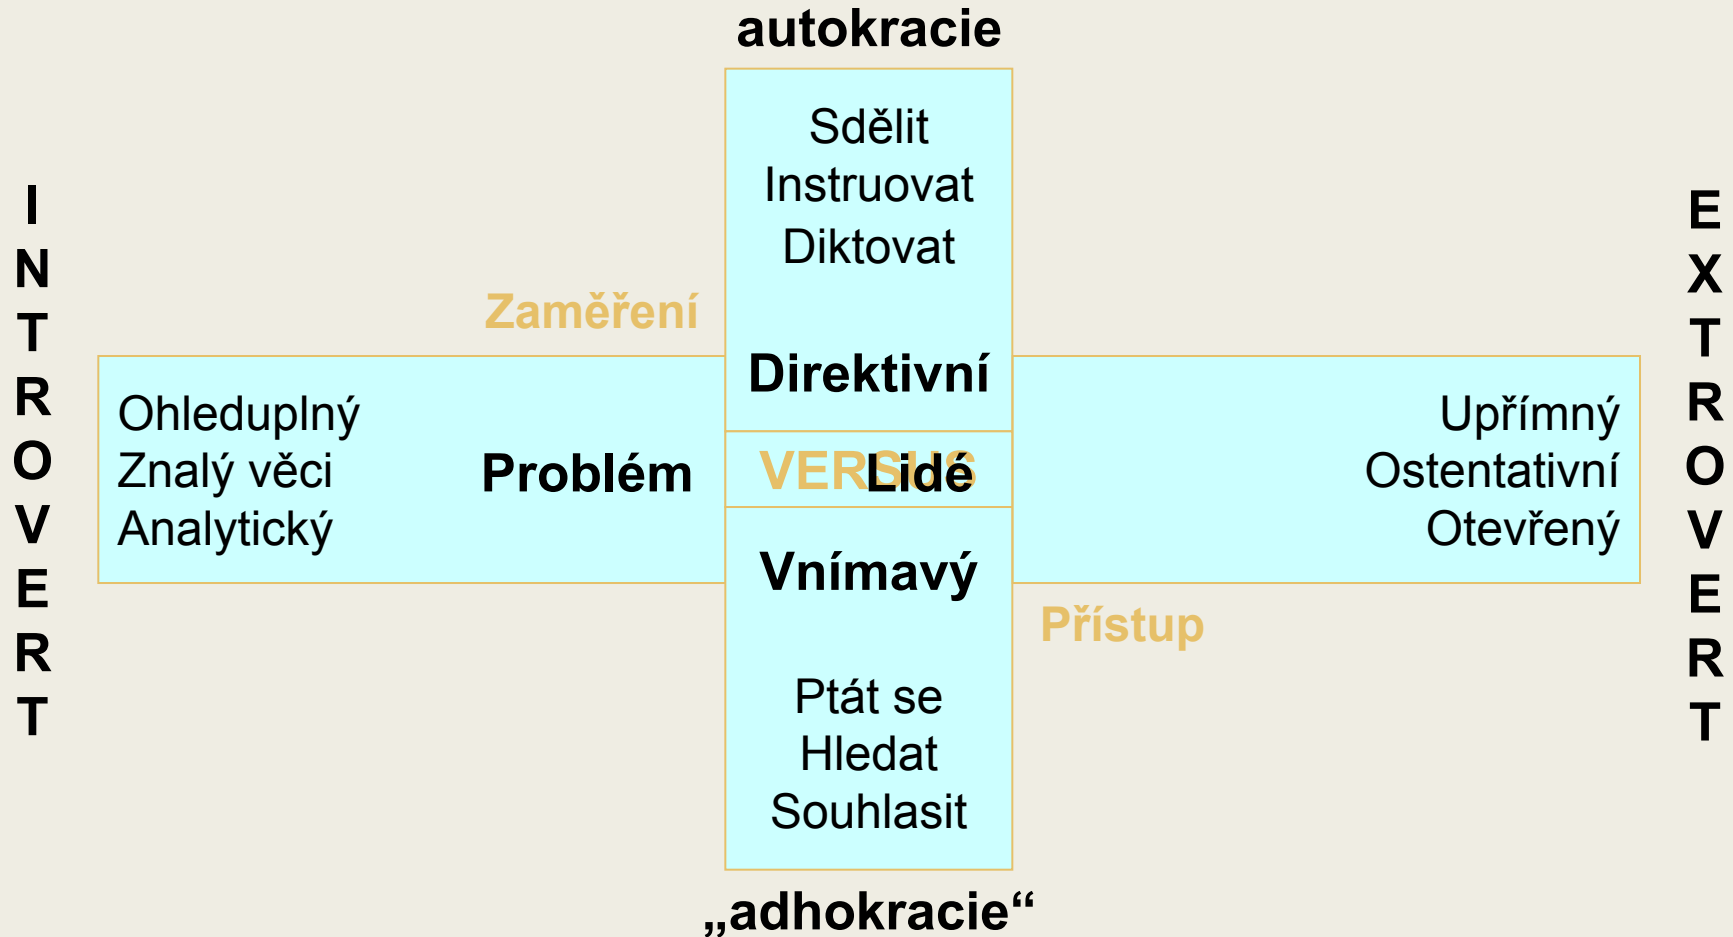 autokracie
Sdělit
Instruovat
Diktovat
Direktivní
I
N
T
R
O
V
E
R
T
Zaměření
Ohleduplný
Znalý věci
Analytický
Problém
VERSUS
Lidé
Upřímný
Ostentativní
Otevřený
E
X
T
R
O
V
E
R
T
Vnímavý
Přístup
Ptát se
Hledat
Souhlasit
„adhokracie“